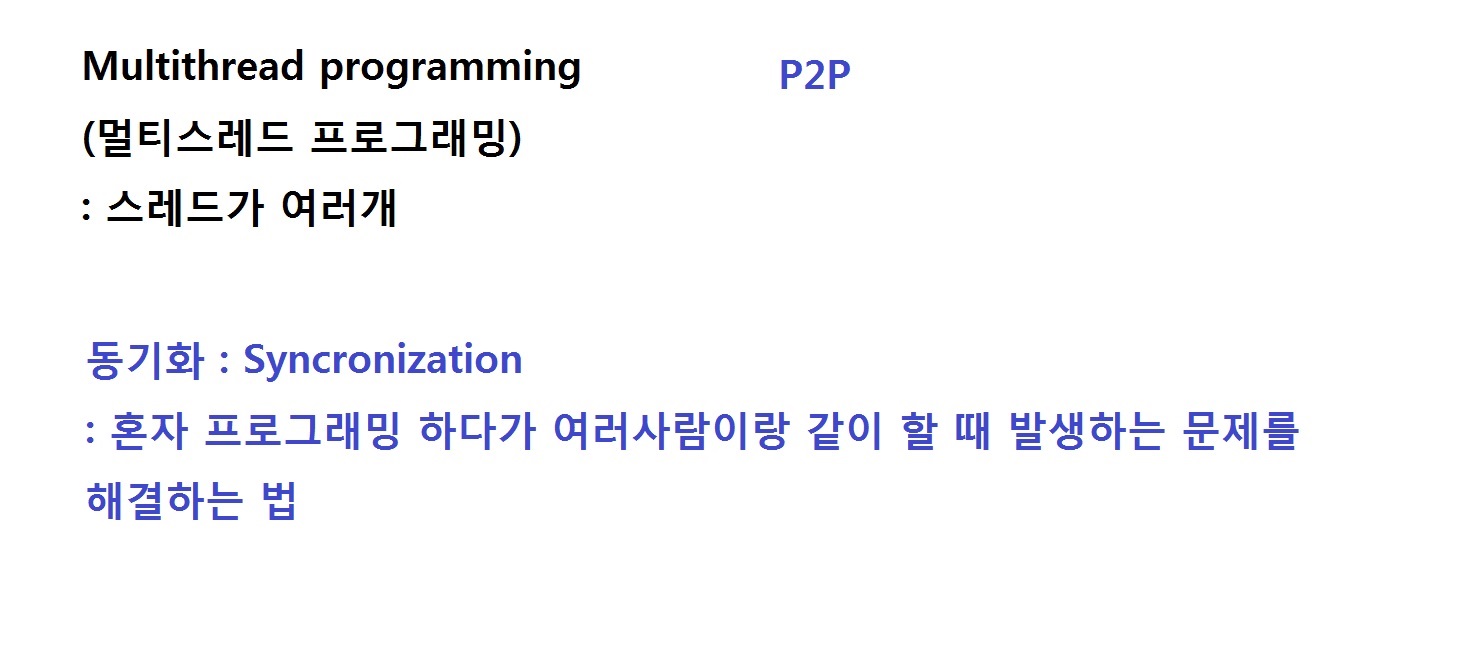 Multithread programming
P2P
(멀티스레드 프로그래밍)
: 스레드가 여러개
동기화 : Syncronization
: 혼자 프로그래밍 하다가 여러사람이랑 같이 할 때 발생하는 문제를
해결하는 법